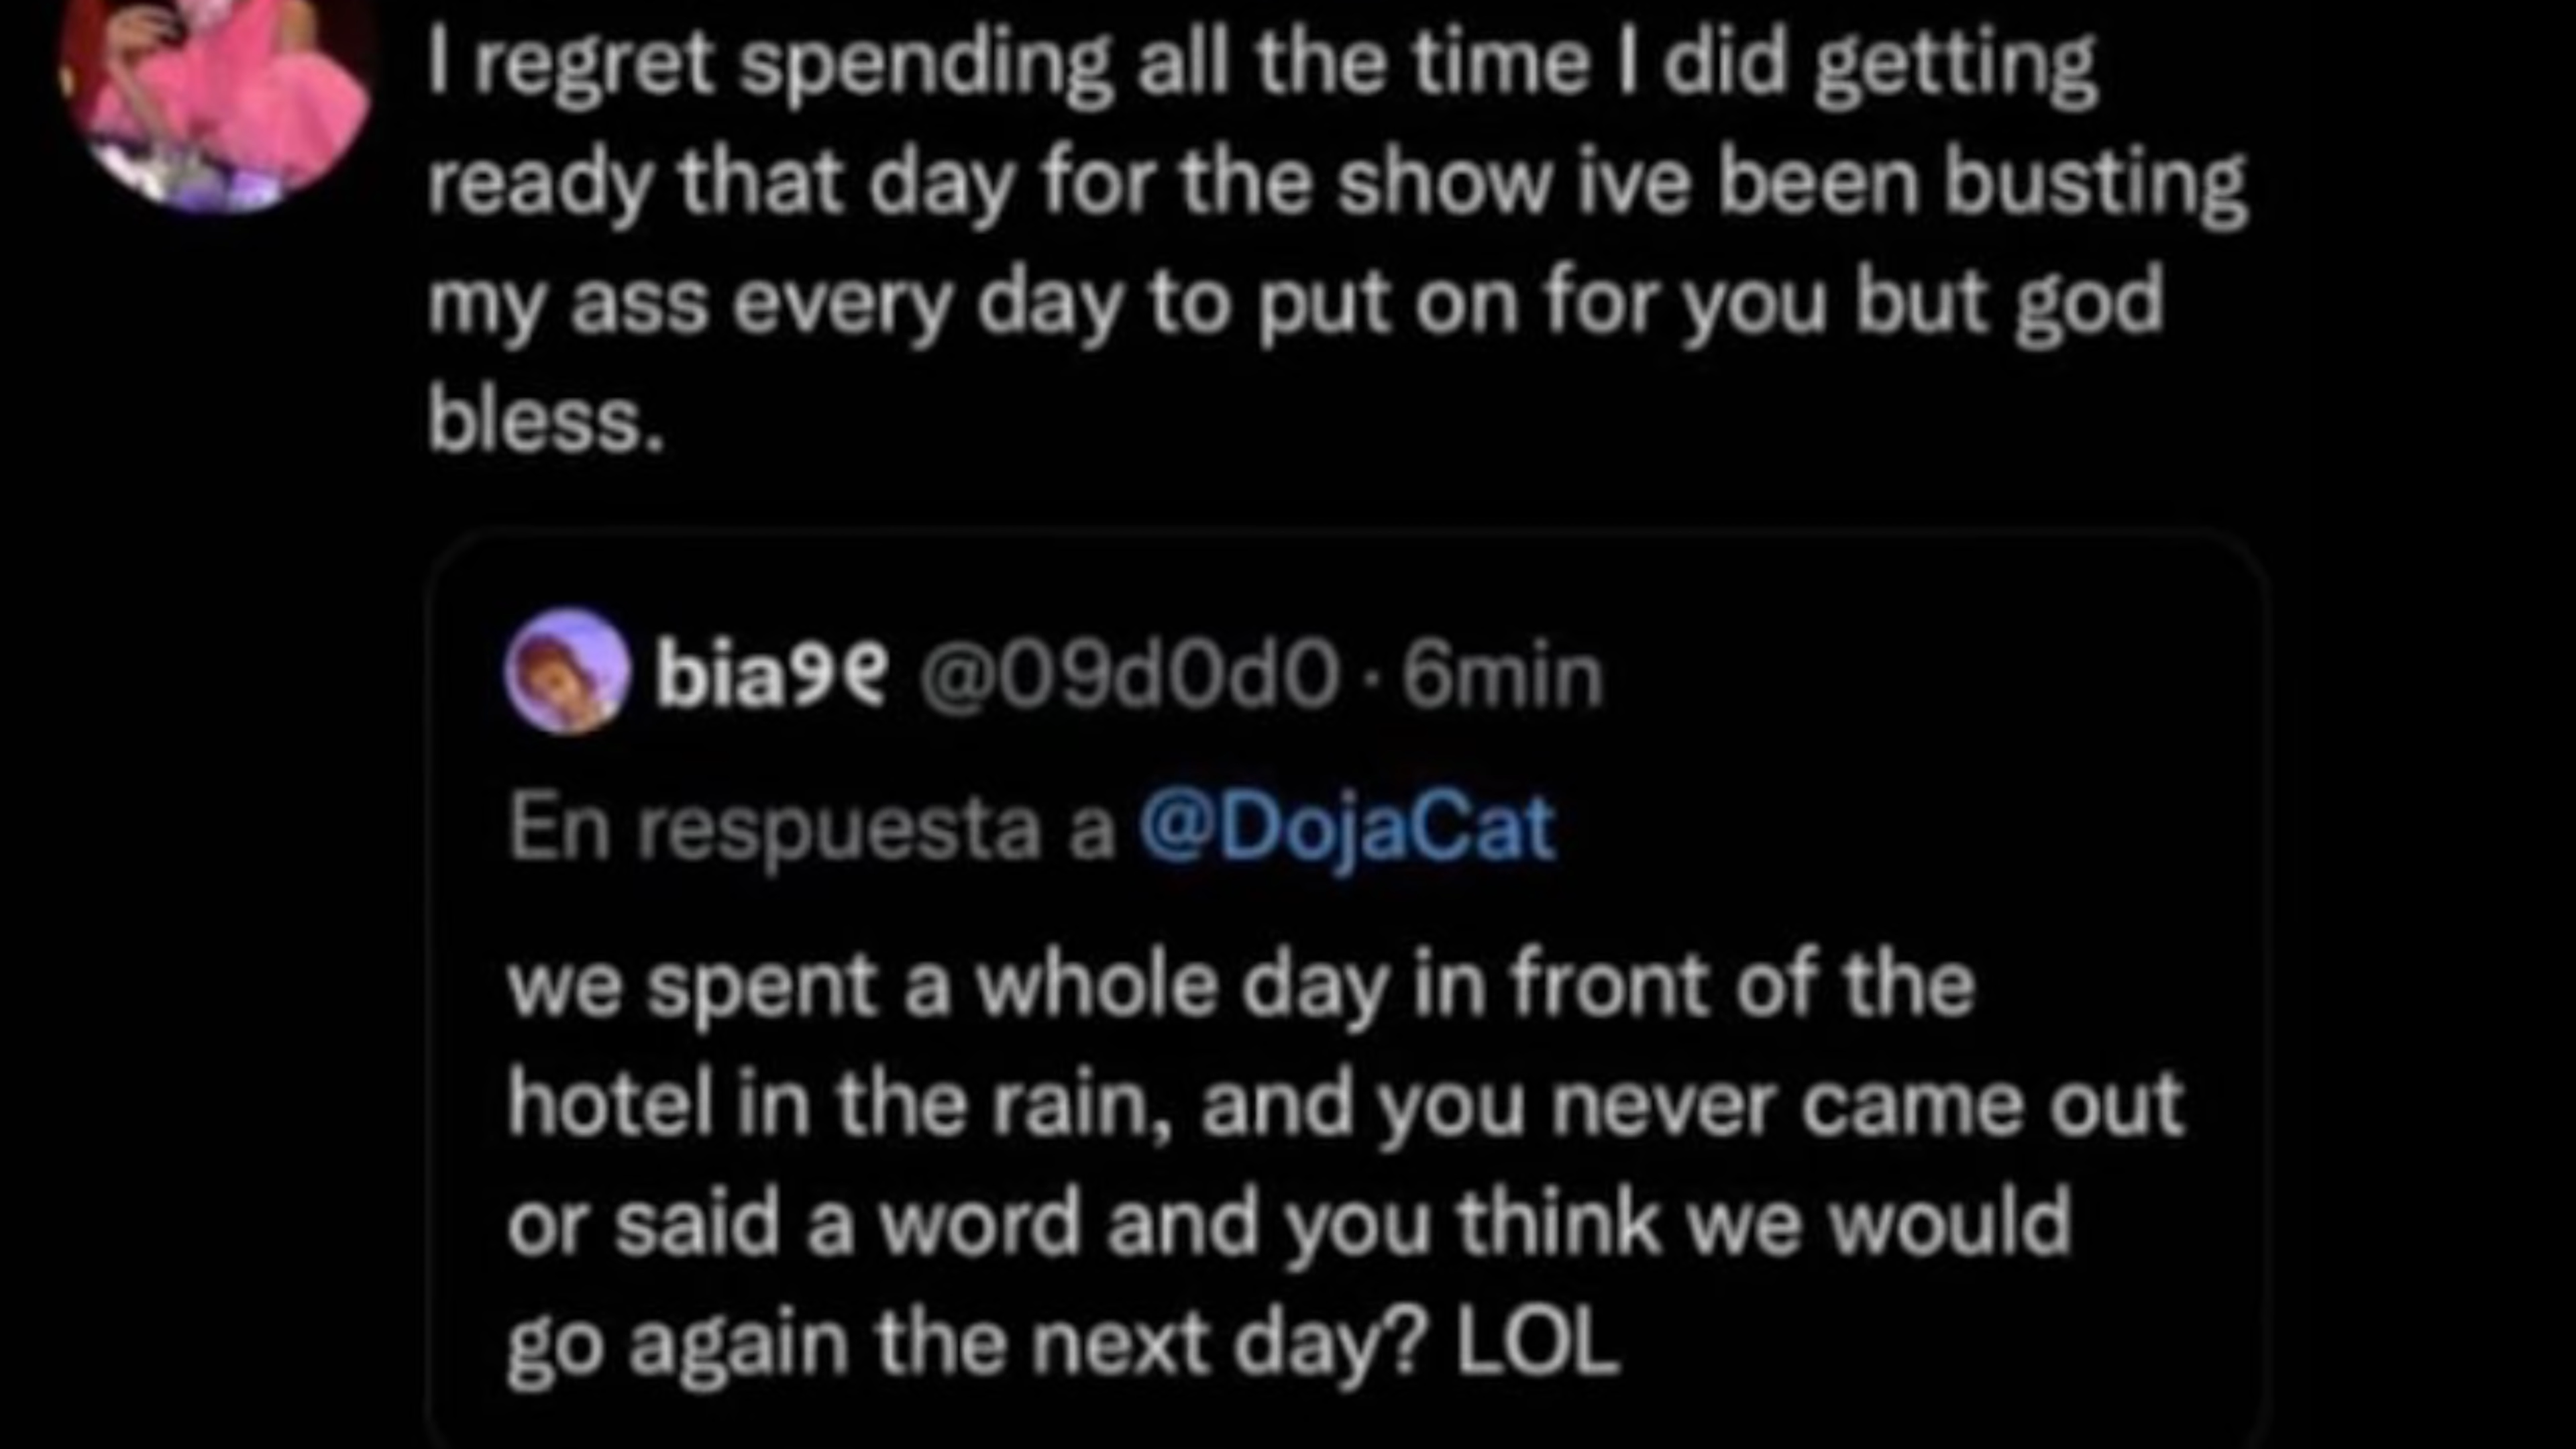 I regret spending all the time I did getting
ready that day for the show ive been busting
my ass every day to put on for you but god
bless.
bia୨୧ @09d0d0 · 6min
En respuesta a @DojaCat
we spent a whole day in front of the
hotel in the rain, and you never came out
or said a word and you think we would
go again the next day? LOL